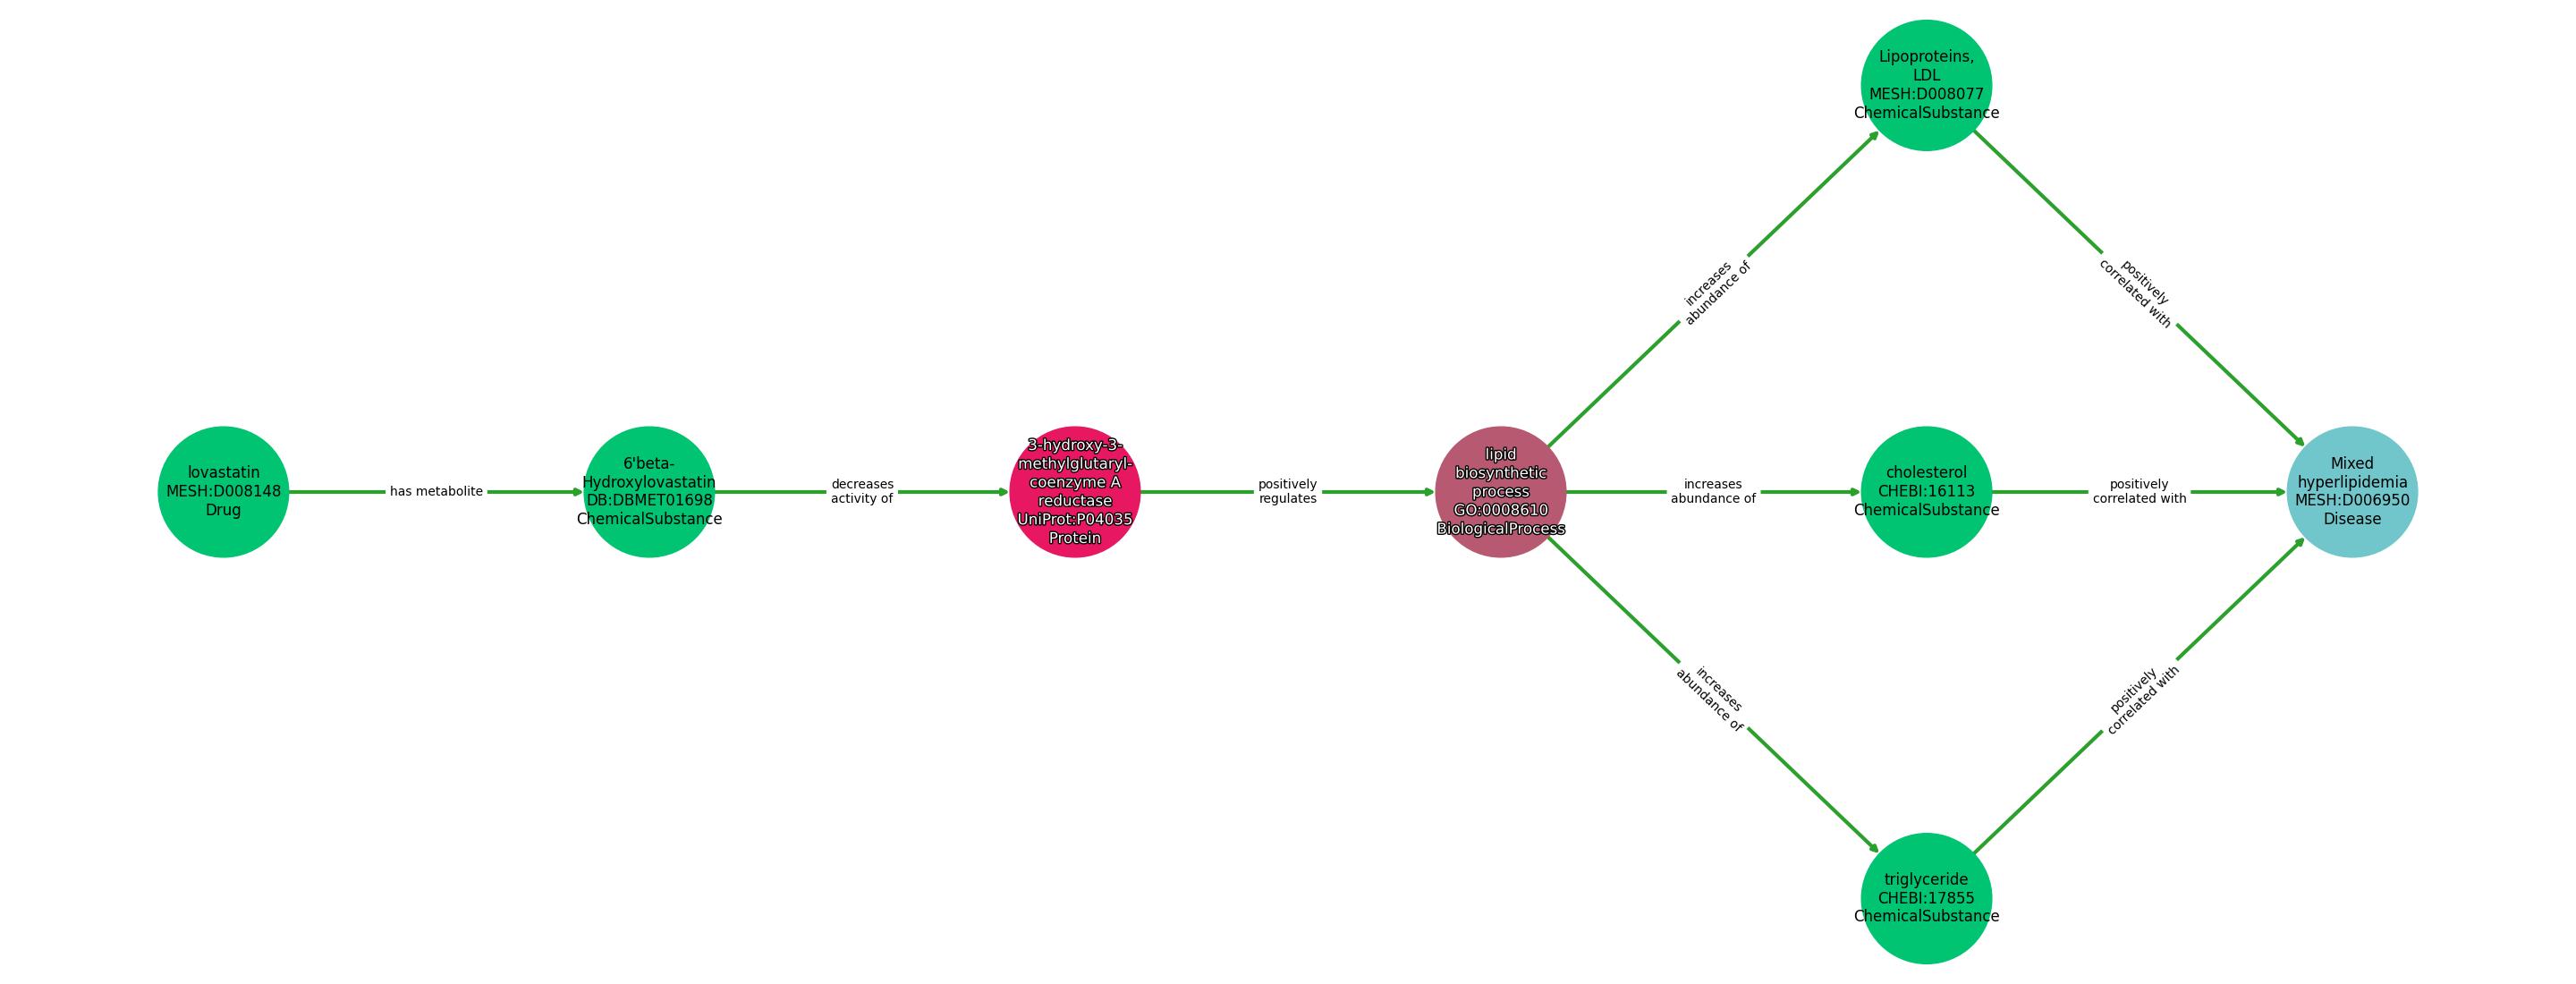 Lipoproteins,
LDL
MESH:D008077
ChemicalSubstance
increases
abundance of
positively
correlated with
lovastatin
MESH:D008148
Drug
has metabolite
6'beta-
Hydroxylovastatin
DB:DBMET01698
ChemicalSubstance
decreases
activity of
3-hydroxy-3-
methylglutaryl-
coenzyme A
reductase
UniProt:P04035
Protein
positively
regulates
lipid
biosynthetic
process
GO:0008610
BiologicalProcess
increases
abundance of
cholesterol
CHEBI:16113
ChemicalSubstance
positively
correlated with
Mixed
hyperlipidemia
MESH:D006950
Disease
increases
abundance of
positively
correlated with
triglyceride
CHEBI:17855
ChemicalSubstance